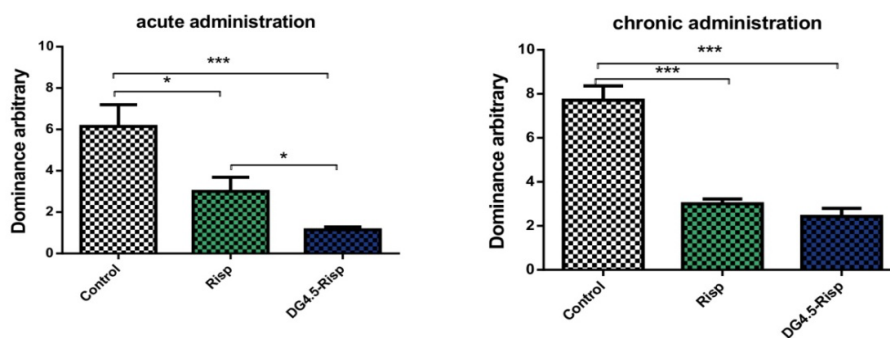 acute administration
Dominance arbitrary
10
8
6
4
2
0
***
*
*
Control
Risp
DG4.5-Risp
chronic administration
Dominance arbitrary
10
8
6
4
2
0
***
***
Control
Risp
DG4.5-Risp